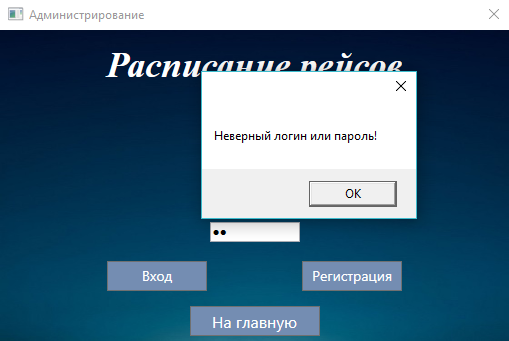 Администрирование
Расписание рейсов
Неверный логин или пароль!
OK
••
Вход
Регистрация
На главную